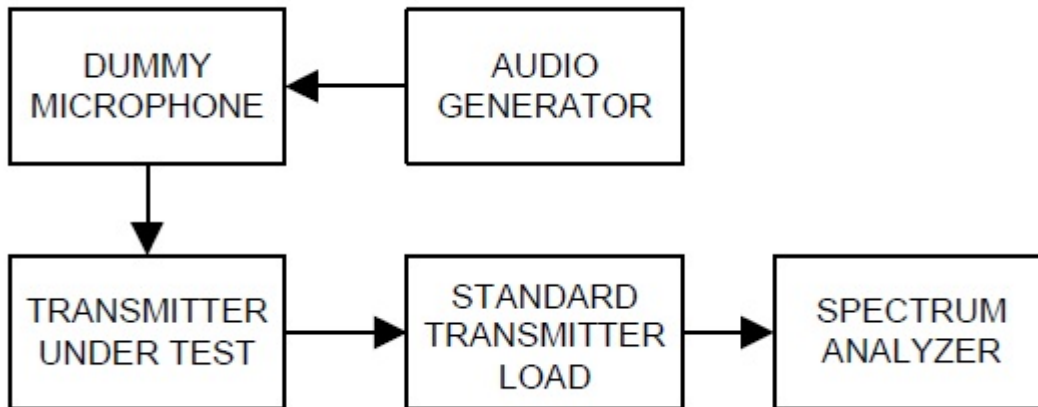 DUMMY
MICROPHONE
AUDIO
GENERATOR
TRANSMITTER
UNDER TEST
STANDARD
TRANSMITTER
LOAD
SPECTRUM
ANALYZER